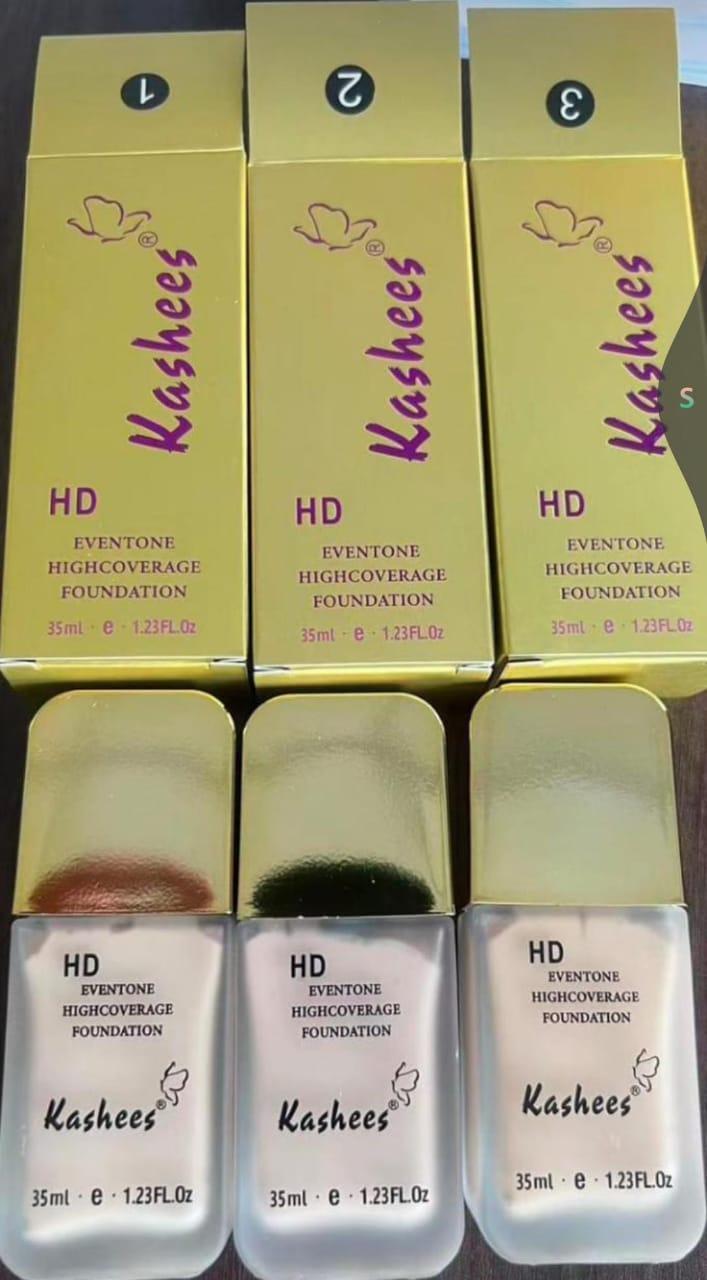 1
2
3
Kashees®
Kashees®
Kashees®
HD
EVENTONE
HIGHCOVERAGE
FOUNDATION
35ml · e · 1.23FL.Oz
HD
EVENTONE
HIGHCOVERAGE
FOUNDATION
35ml · e · 1.23FL.Oz
HD
EVENTONE
HIGHCOVERAGE
FOUNDATION
35ml · e · 1.23FL.Oz
S
HD
EVENTONE
HIGHCOVERAGE
FOUNDATION
Kashees®
35ml · e · 1.23FL.Oz
HD
EVENTONE
HIGHCOVERAGE
FOUNDATION
Kashees®
35ml · e · 1.23FL.Oz
HD
EVENTONE
HIGHCOVERAGE
FOUNDATION
Kashees®
35ml · e · 1.23FL.Oz